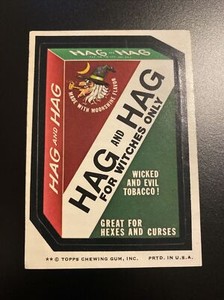 HAG AND HAG
HAG AND HAG
MADE WITH MOONSHINE FLAVOR
HAG AND HAG
FOR WITCHES ONLY
WICKED
AND EVIL
TOBACCO!
GREAT FOR
HEXES AND CURSES
** © TOPPS CHEWING GUM, INC. PRTD. IN U.S.A.